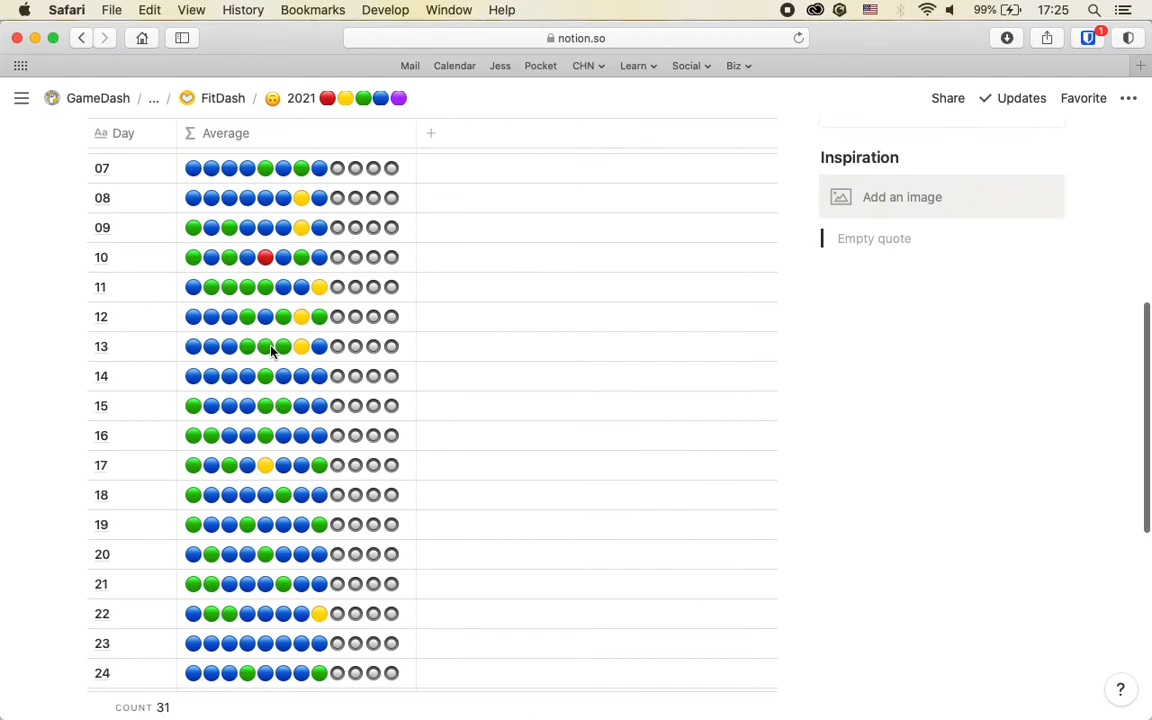 Safari File Edit View History Bookmarks Develop Window Help 99% 17:25
notion.so 1
Mail Calendar Jess Pocket CHN Learn Social Biz
GameDash / ... / FitDash / 2021 Share Updates Favorite
Aa Day Σ Average
07
08
09
10
11
12
13
14
15
16
17
18
19
20
21
22
23
24
COUNT 31
Inspiration
Add an image
Empty quote
?